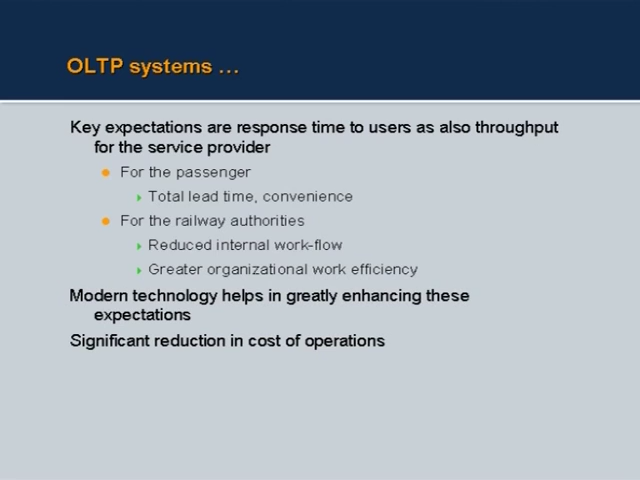 OLTP systems …
Key expectations are response time to users as also throughput
for the service provider
For the passenger
Total lead time, convenience
For the railway authorities
Reduced internal work-flow
Greater organizational work efficiency
Modern technology helps in greatly enhancing these
expectations
Significant reduction in cost of operations